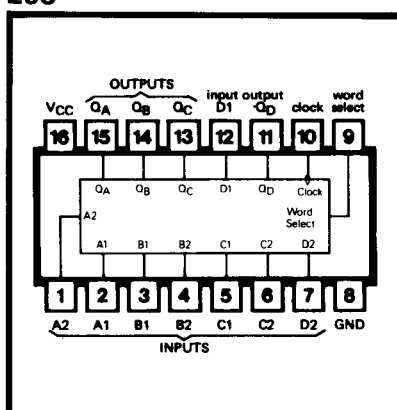 OUTPUTS
input output word
VCC QA QB QC D1 QD clock select
16 15 14 13 12 11 10 9
QA QB QC D1 QD Clock
A2 Word
Select
A1 B1 B2 C1 C2 D2
1 2 3 4 5 6 7 8
A2 A1 B1 B2 C1 C2 D2 GND
INPUTS